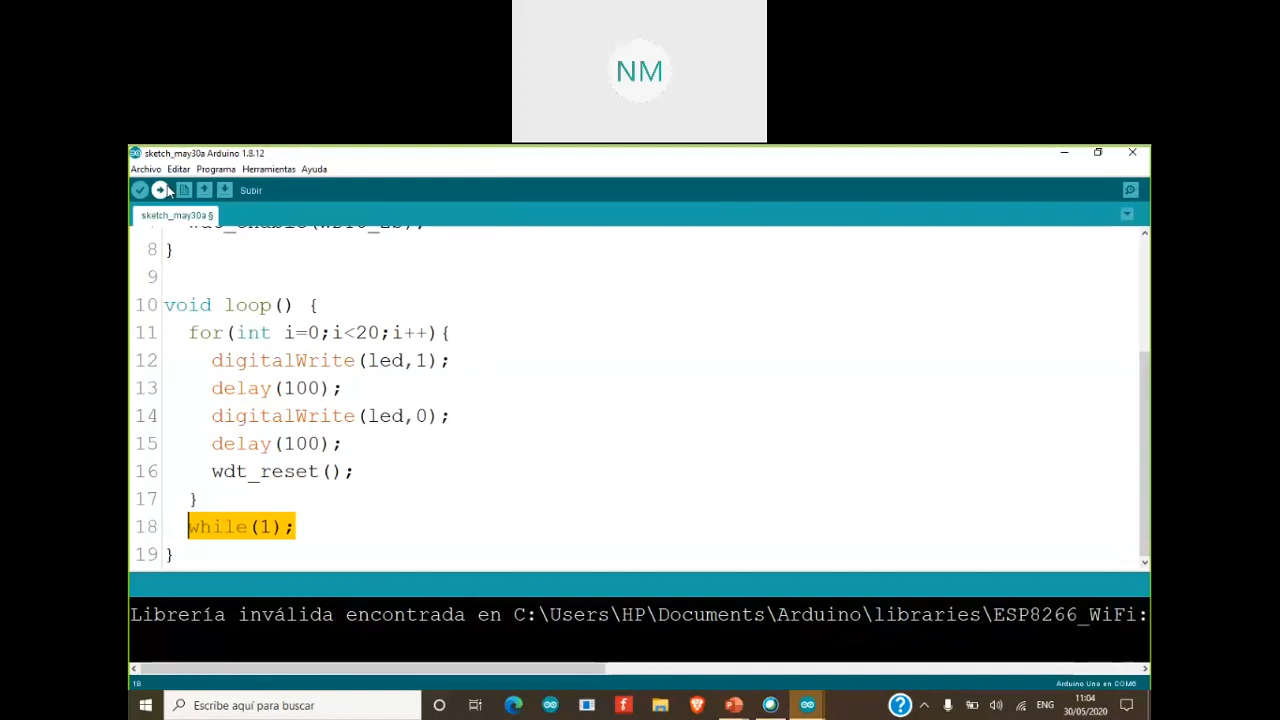 NM
sketch_may30a Arduino 1.8.12
Archivo Editar Programa Herramientas Ayuda
Subir
sketch_may30a §
8 }
9
10 void loop() {
11 for(int i=0;i<20;i++){
12 digitalWrite(led,1);
13 delay(100);
14 digitalWrite(led,0);
15 delay(100);
16 wdt_reset();
17 }
18 while(1);
19 }
Librería inválida encontrada en C:\Users\HP\Documents\Arduino\libraries\ESP8266_WiFi:
18 Arduino Uno en COM6
Escribe aquí para buscar
ENG
11:04
30/05/2020